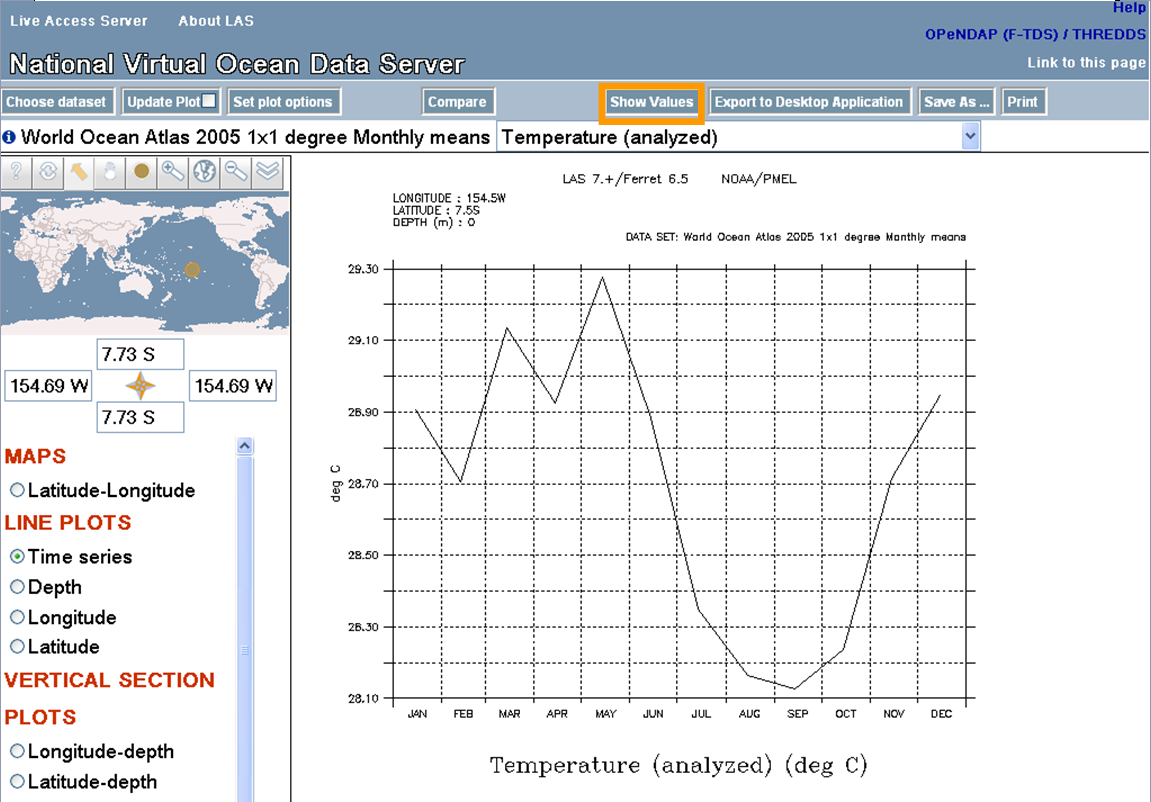 Help
Live Access Server About LAS
OPeNDAP (F-TDS) / THREDDS
National Virtual Ocean Data Server
Link to this page
Choose dataset Update Plot Set plot options Compare Show Values Export to Desktop Application Save As ... Print
World Ocean Atlas 2005 1x1 degree Monthly means Temperature (analyzed)
LAS 7.+/Ferret 6.5 NOAA/PMEL
LONGITUDE : 154.5W
LATITUDE : 7.5S
DEPTH (m) : 0
DATA SET: World Ocean Atlas 2005 1x1 degree Monthly means
29.30
29.10
28.90
28.70
28.50
28.30
28.10
deg C
JAN FEB MAR APR MAY JUN JUL AUG SEP OCT NOV DEC
Temperature (analyzed) (deg C)
7.73 S
154.69 W 154.69 W
7.73 S
MAPS
Latitude-Longitude
LINE PLOTS
Time series
Depth
Longitude
Latitude
VERTICAL SECTION
PLOTS
Longitude-depth
Latitude-depth